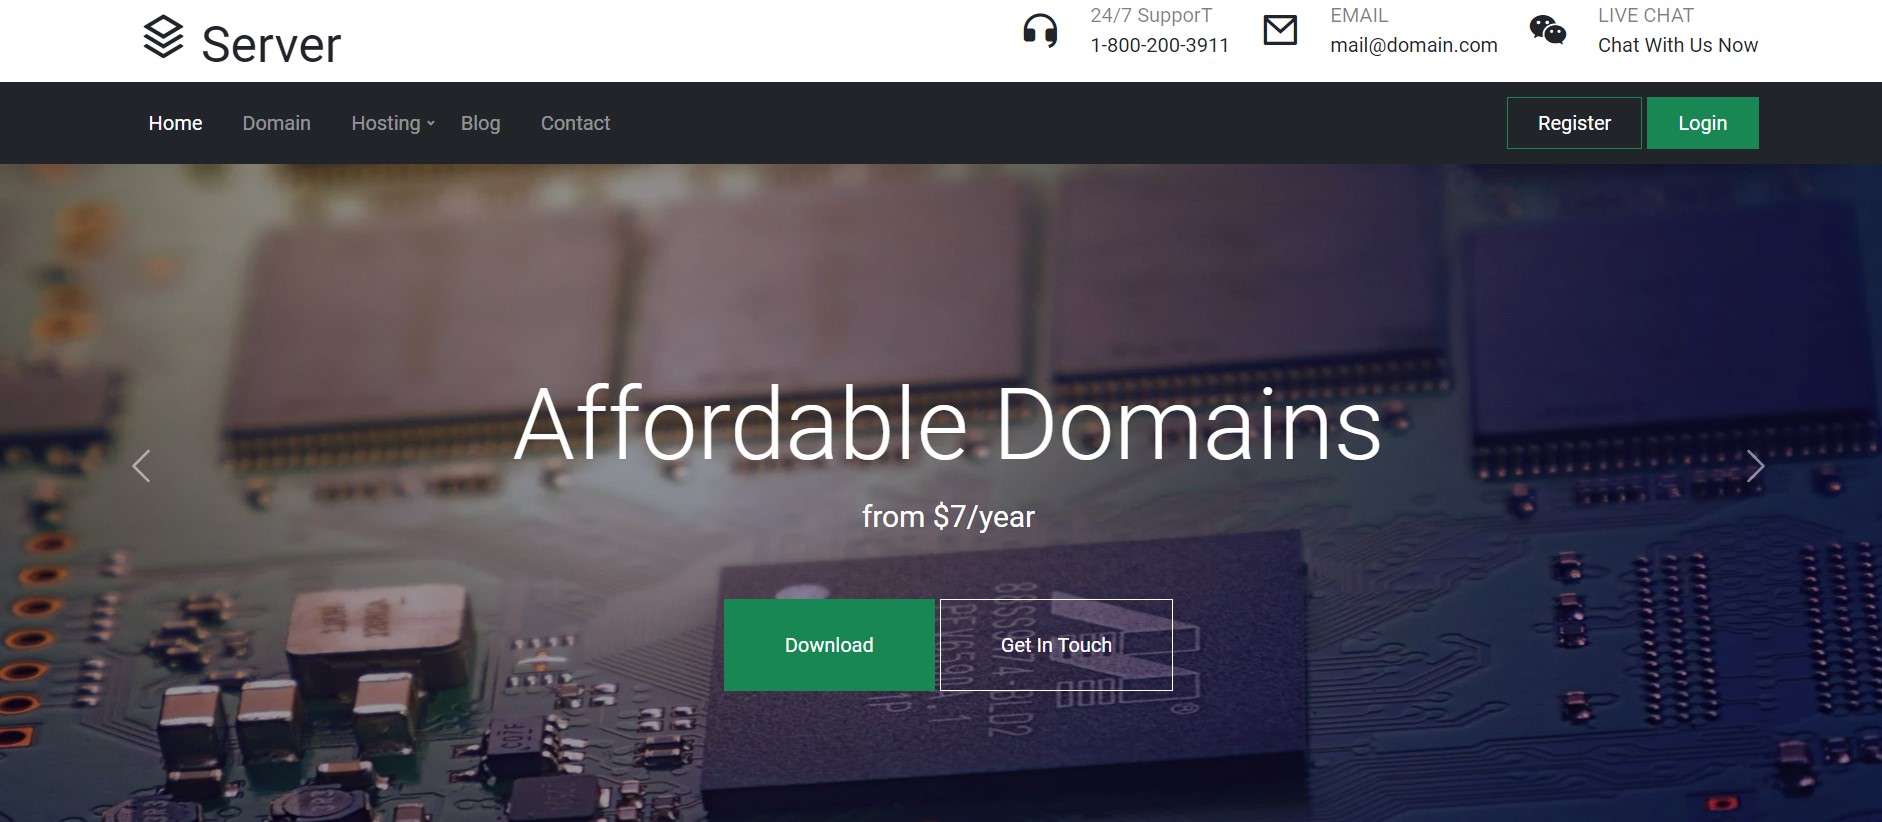 Server
24/7 SupporT
1-800-200-3911
EMAIL
mail@domain.com
LIVE CHAT
Chat With Us Now
Home
Domain
Hosting
Blog
Contact
Register
Login
Affordable Domains
from $7/year
Download
Get In Touch